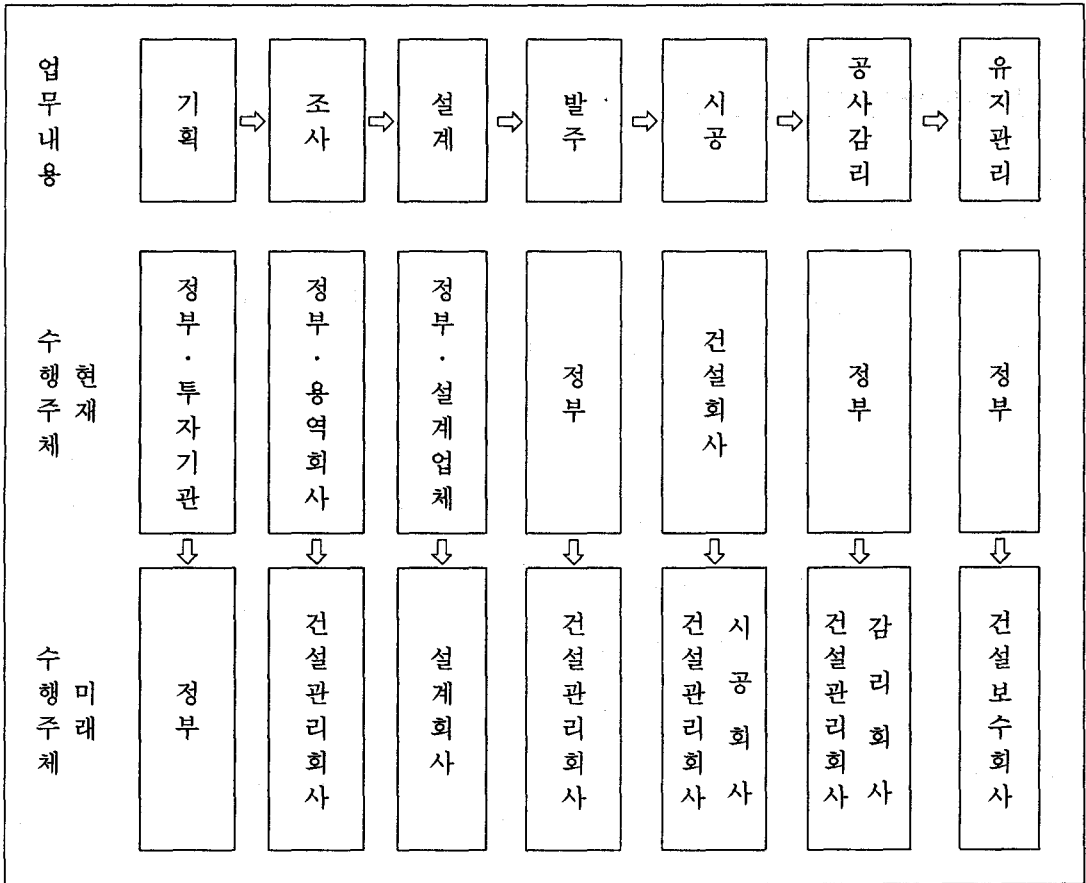 업무내용
기획
조사
설계
발주
시공
공사감리
유지관리
수행주체
현재
정부·투자기관
정부·용역회사
정부·설계업체
정부
건설회사
정부
정부
수행주체
미래
정부
건설관리회사
설계회사
건설관리회사
건설관리회사
시공회사
건설관리회사
감리회사
건설보수회사